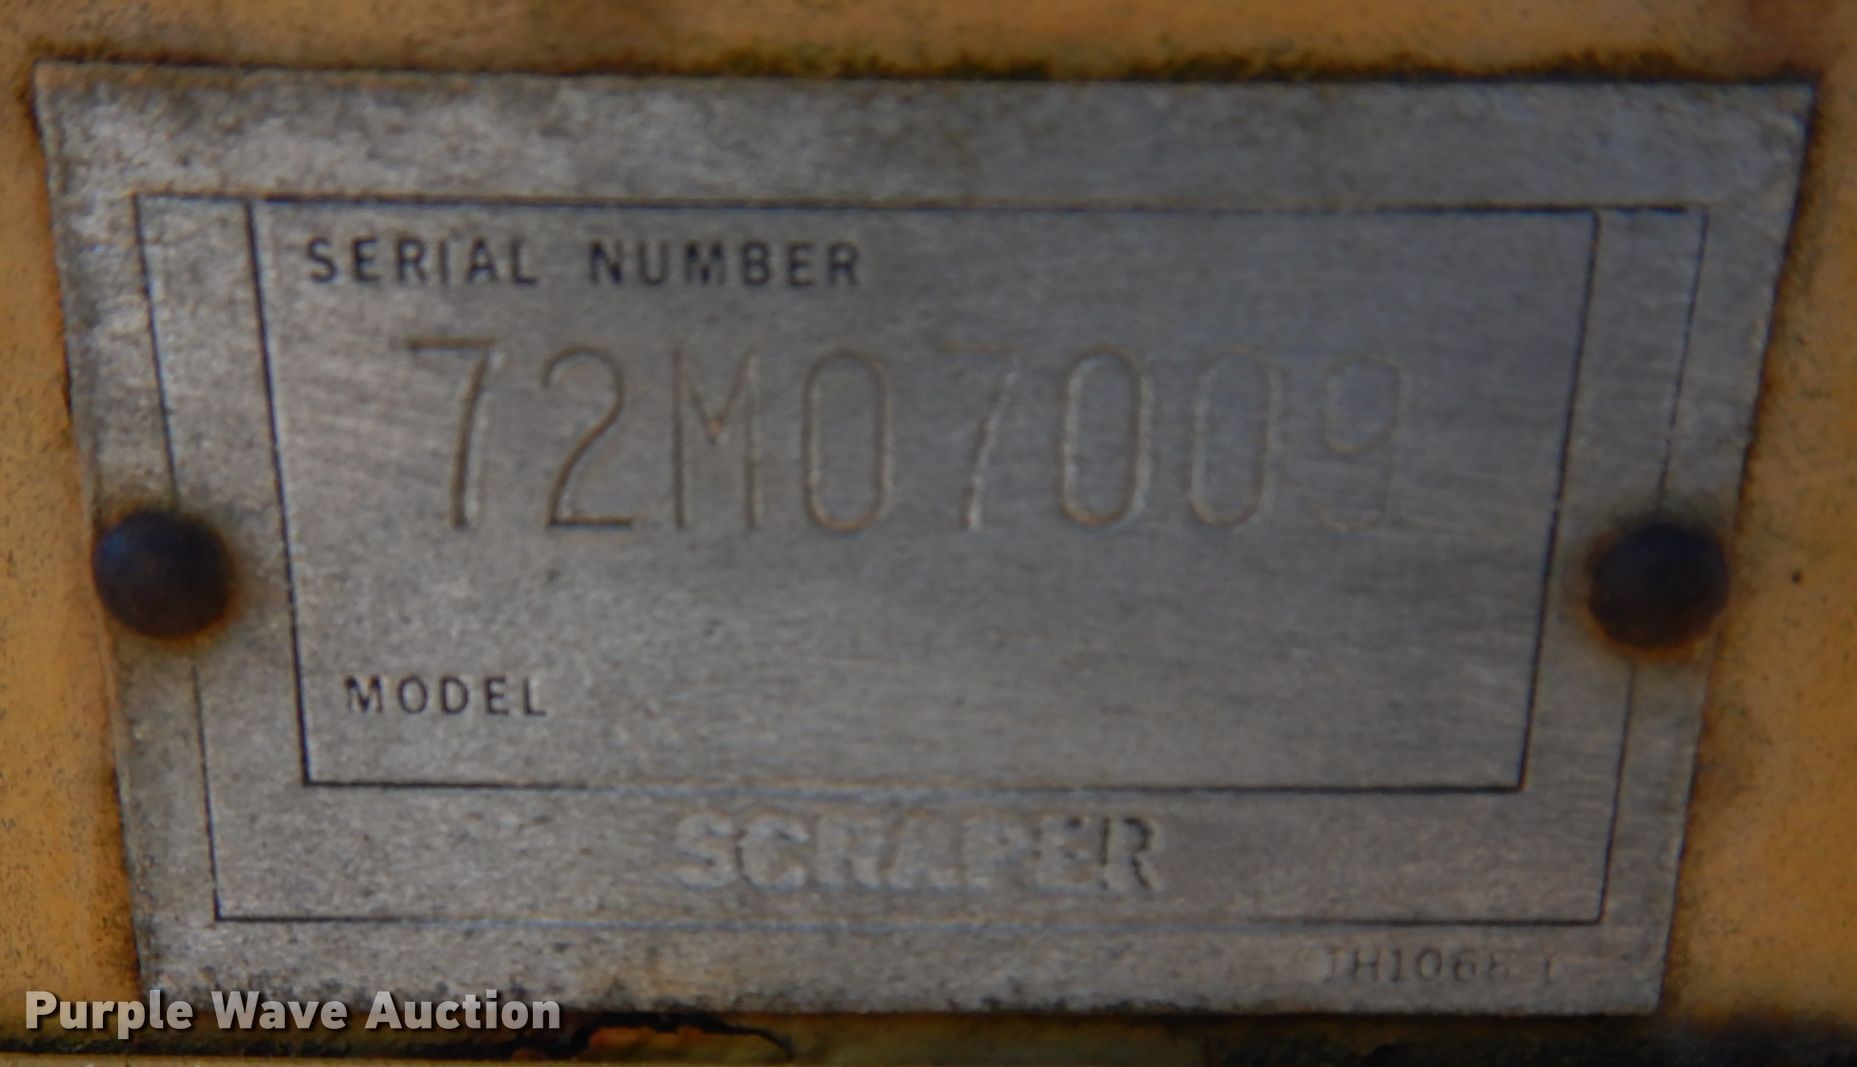 SERIAL NUMBER
72M07009
MODEL
SCRAPER
Purple Wave Auction